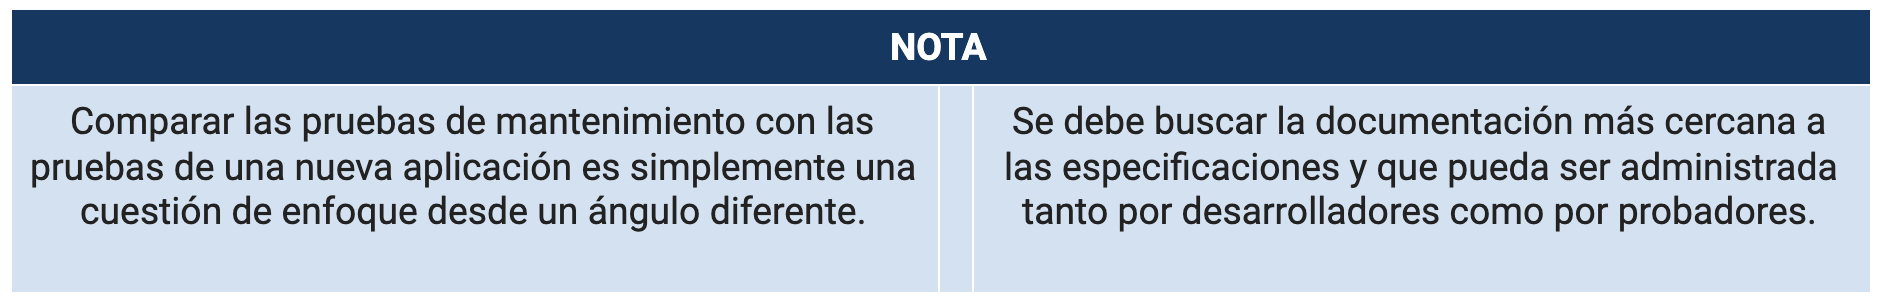 NOTA
Comparar las pruebas de mantenimiento con las
pruebas de una nueva aplicación es simplemente una
cuestión de enfoque desde un ángulo diferente.
Se debe buscar la documentación más cercana a
las especificaciones y que pueda ser administrada
tanto por desarrolladores como por probadores.